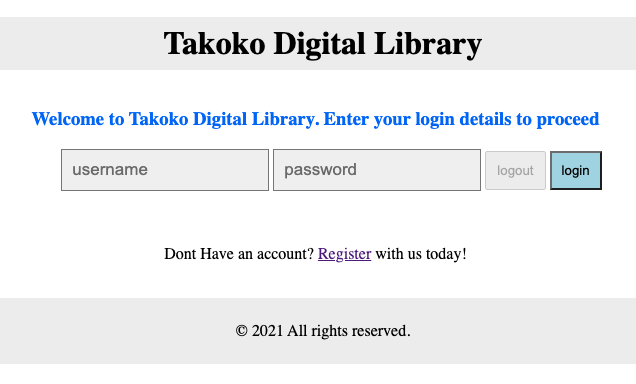 Takoko Digital Library
Welcome to Takoko Digital Library. Enter your login details to proceed
username password logout login
Dont Have an account? Register with us today!
© 2021 All rights reserved.